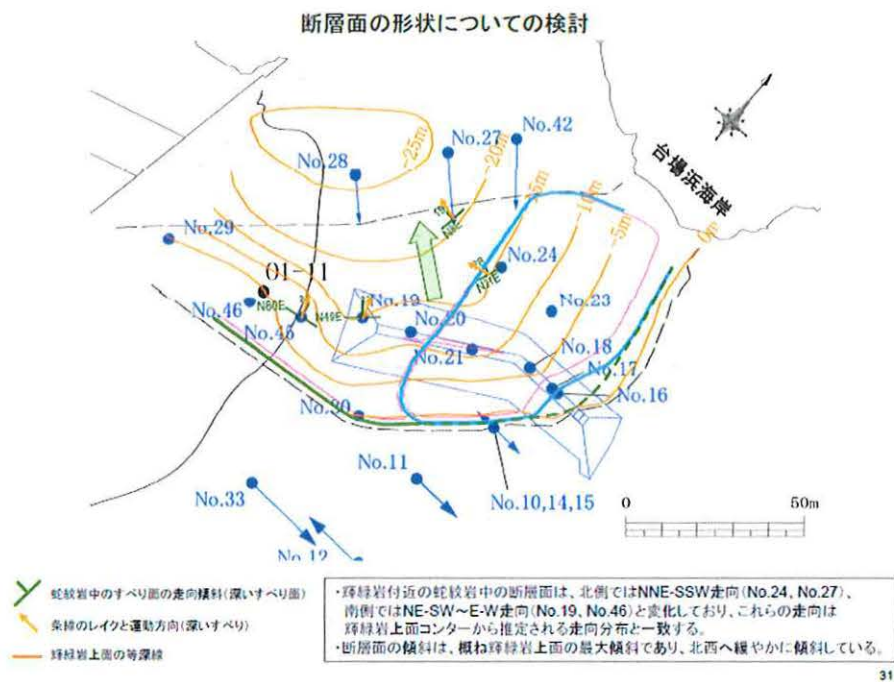 断層面の形状についての検討
No.42
No.27
-25m
-20m
No.28
台場浜海岸
-15m
-10m
-5m
0m
No.29
N9E
No.24
N31E
O1-11
No.46
N80E
N49E
No.19
No.23
No.45
No.20
No.21
No.18
No.17
No.16
No.30
No.11
No.10,14,15
No.33
No.12
0
50m
蛇紋岩中のすべり面の走向傾斜(深いすべり面)
条線のレイクと運動方向(深いすべり)
輝緑岩上面の等深線
・輝緑岩付近の蛇紋岩中の断層面は、北側ではNNE-SSW走向(No.24, No.27)、
南側ではNE-SW～E-W走向(No.19, No.46)と変化しており、これらの走向は
輝緑岩上面コンターから推定される走向分布と一致する。
・断層面の傾斜は、概ね輝緑岩上面の最大傾斜であり、北西へ緩やかに傾斜している。
31